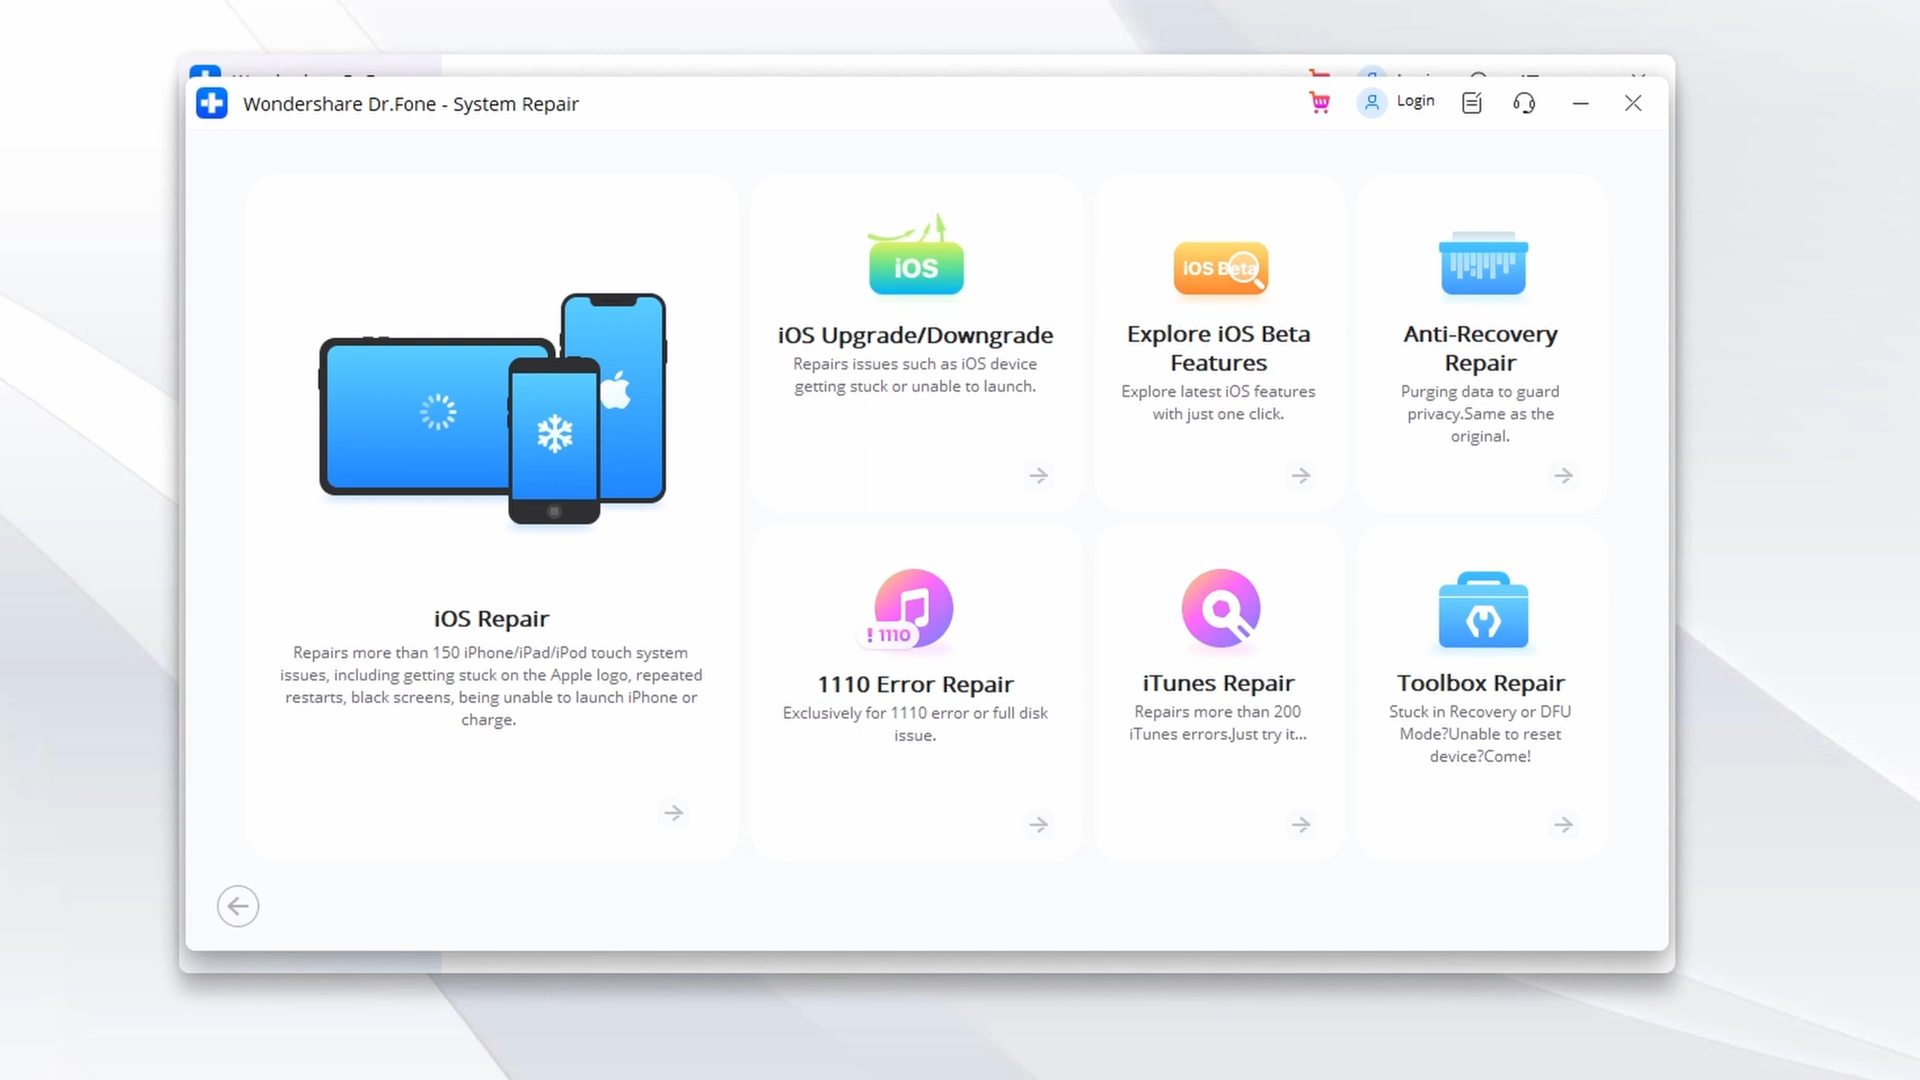 Wondershare Dr.Fone - System Repair
Login
iOS
iOS Upgrade/Downgrade
Repairs issues such as iOS device
getting stuck or unable to launch.
iOS Beta
Explore iOS Beta
Features
Explore latest iOS features
with just one click.
Anti-Recovery
Repair
Purging data to guard
privacy.Same as the
original.
iOS Repair
Repairs more than 150 iPhone/iPad/iPod touch system
issues, including getting stuck on the Apple logo, repeated
restarts, black screens, being unable to launch iPhone or
charge.
! 1110
1110 Error Repair
Exclusively for 1110 error or full disk
issue.
iTunes Repair
Repairs more than 200
iTunes errors.Just try it...
Toolbox Repair
Stuck in Recovery or DFU
Mode?Unable to reset
device?Come!